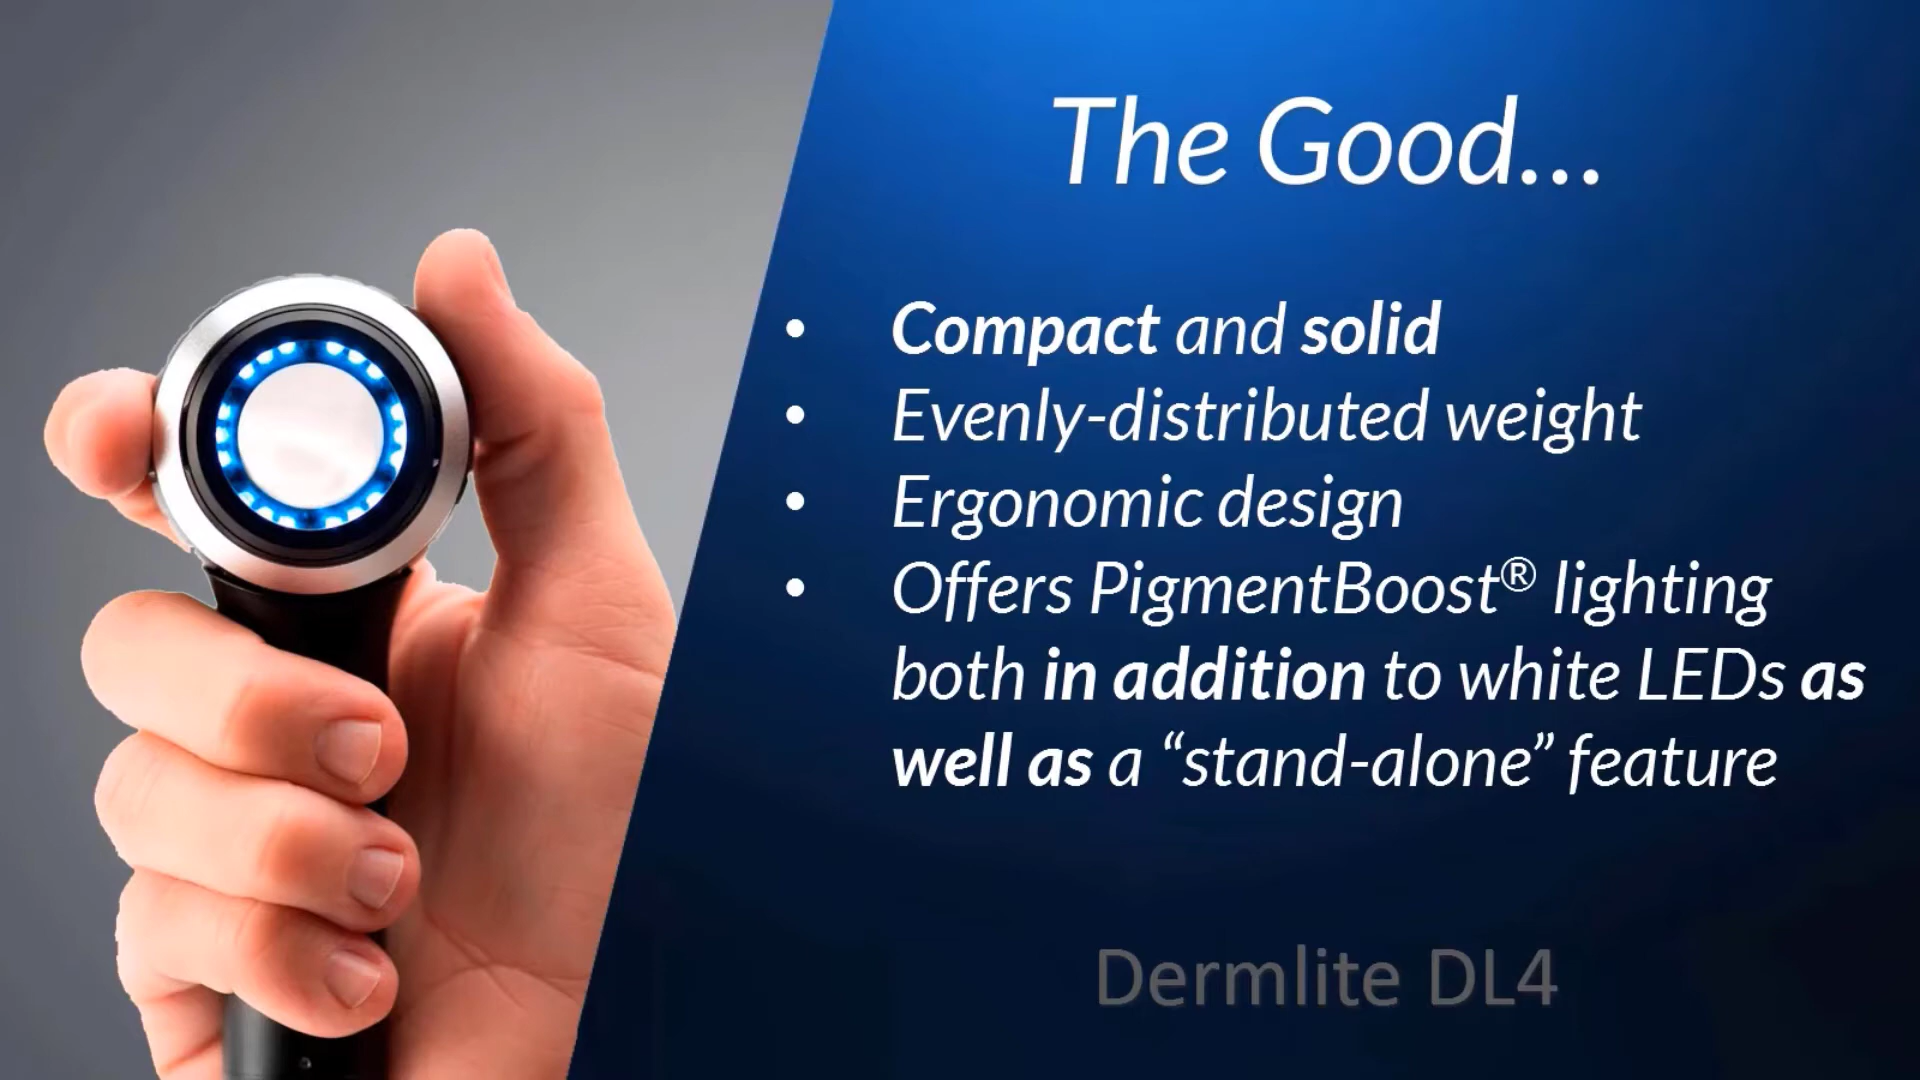 The Good...
• Compact and solid
• Evenly-distributed weight
• Ergonomic design
• Offers PigmentBoost® lighting
both in addition to white LEDs as
well as a “stand-alone” feature
Dermlite DL4